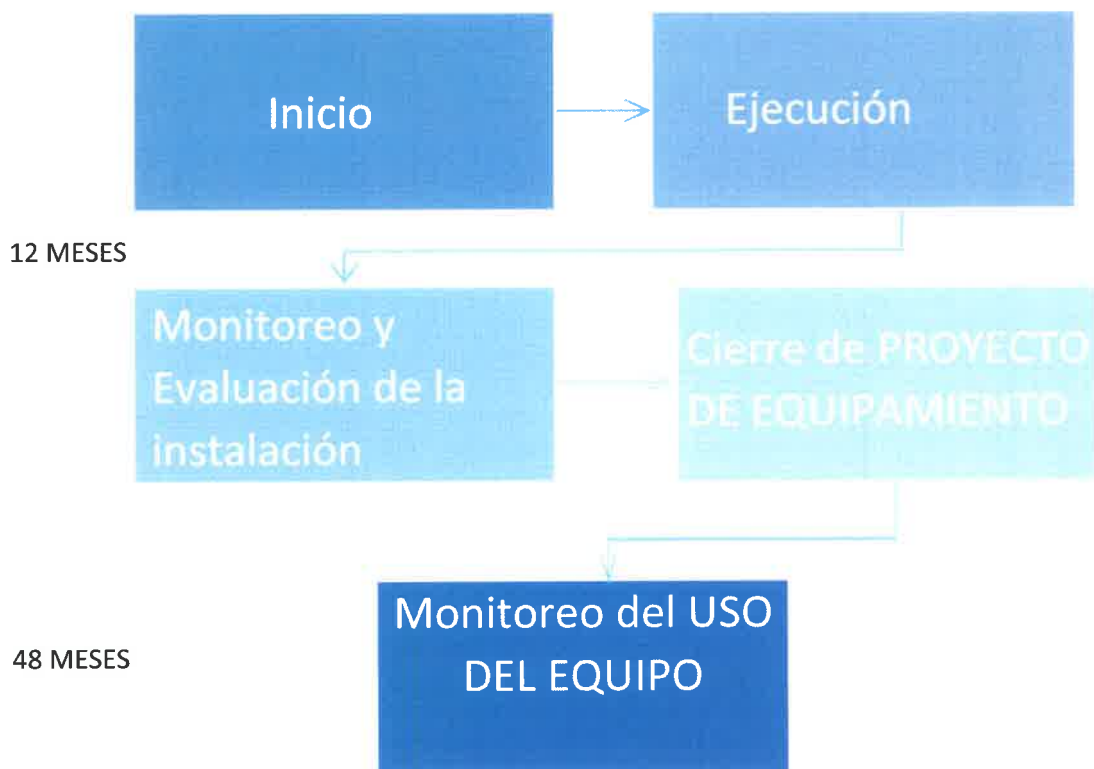 Inicio
Ejecución
12 MESES
Monitoreo y
Evaluación de la
instalación
Cierre de PROYECTO
DE EQUIPAMIENTO
Monitoreo del USO
DEL EQUIPO
48 MESES